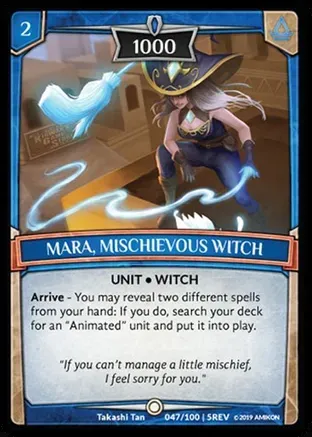 2
1000
MARA, MISCHIEVOUS WITCH
UNIT • WITCH
Arrive - You may reveal two different spells
from your hand: If you do, search your deck
for an "Animated" unit and put it into play.
"If you can't manage a little mischief,
I feel sorry for you."
Takashi Tan 047/100 | 5REV ©2019 AMIKON